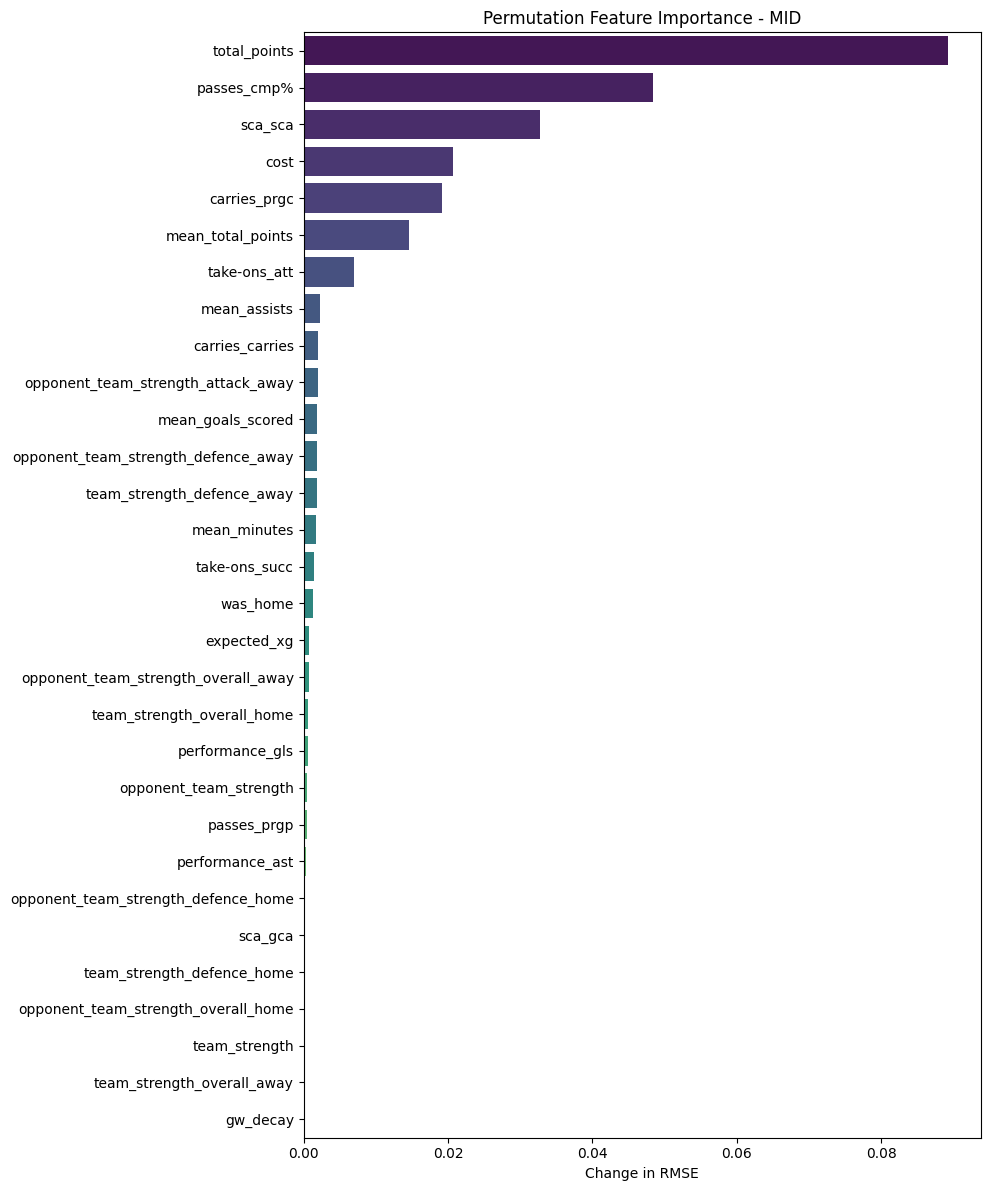 Permutation Feature Importance - MID
total_points
passes_cmp%
sca_sca
cost
carries_prgc
mean_total_points
take-ons_att
mean_assists
carries_carries
opponent_team_strength_attack_away
mean_goals_scored
opponent_team_strength_defence_away
team_strength_defence_away
mean_minutes
take-ons_succ
was_home
expected_xg
opponent_team_strength_overall_away
team_strength_overall_home
performance_gls
opponent_team_strength
passes_prgp
performance_ast
opponent_team_strength_defence_home
sca_gca
team_strength_defence_home
opponent_team_strength_overall_home
team_strength
team_strength_overall_away
gw_decay
0.00 0.02 0.04 0.06 0.08
Change in RMSE